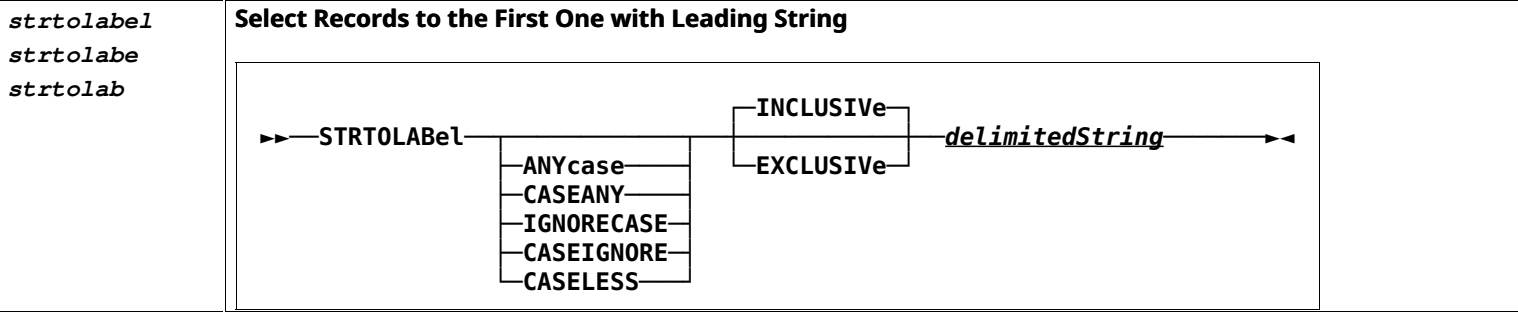 strtolabel
strtolabe
strtolab
Select Records to the First One with Leading String
INCLUSIVe
STRTOLABel
delimitedString
ANYcase
EXCLUSIVe
CASEANY
IGNORECASE
CASEIGNORE
CASELESS